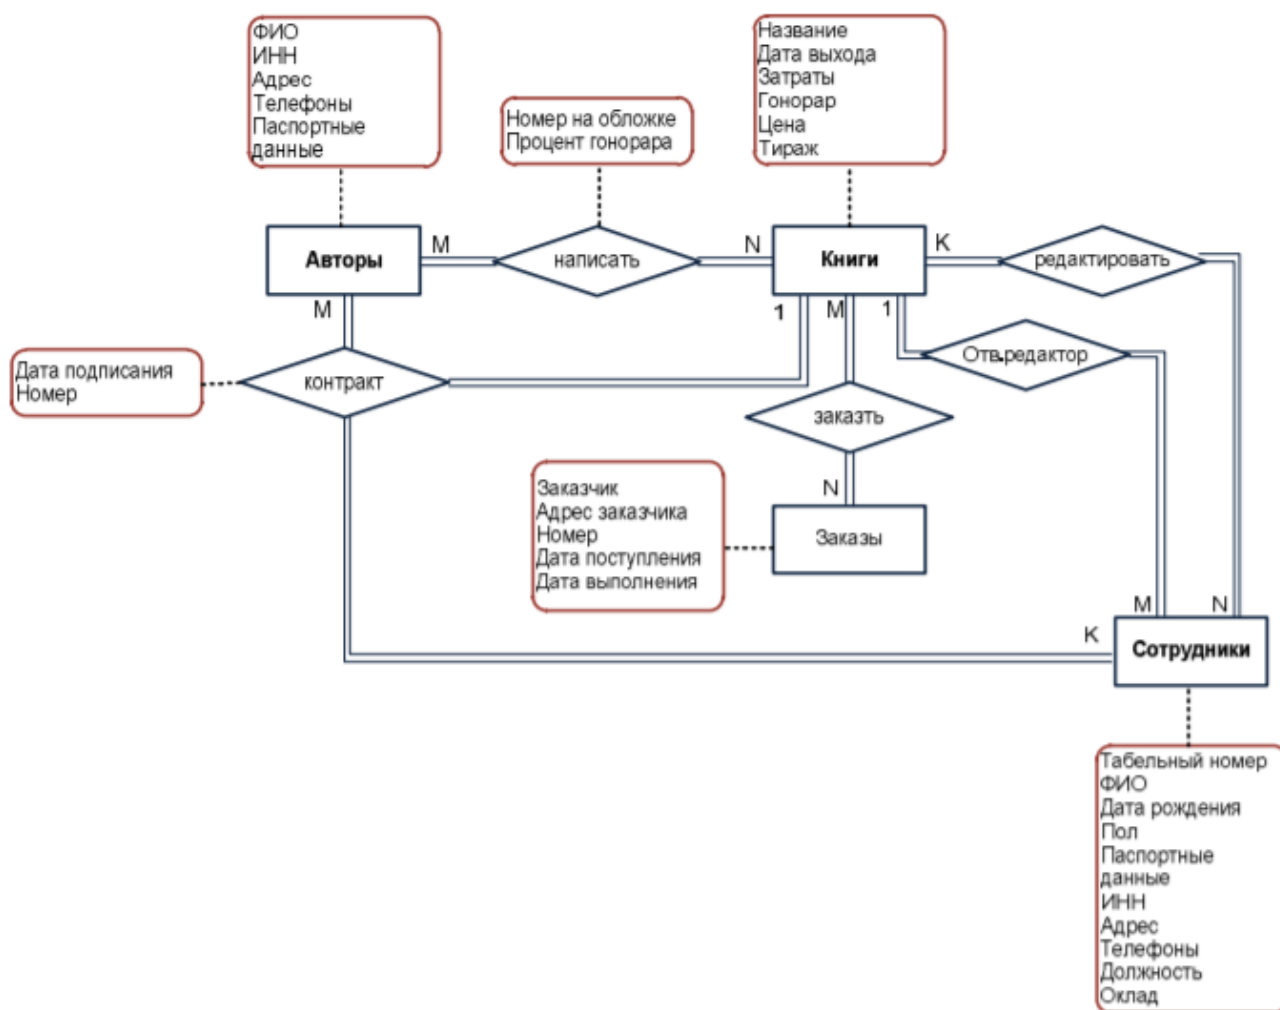 ФИО
ИНН
Адрес
Телефоны
Паспортные
данные
Номер на обложке
Процент гонорара
Название
Дата выхода
Затраты
Гонорар
Цена
Тираж
Авторы
M
написать
N
Книги
K
редактировать
M
1
M
1
Отв.редактор
Дата подписания
Номер
контракт
заказть
Заказчик
Адрес заказчика
Номер
Дата поступления
Дата выполнения
N
Заказы
M
N
K
Сотрудники
Табельный номер
ФИО
Дата рождения
Пол
Паспортные
данные
ИНН
Адрес
Телефоны
Должность
Оклад